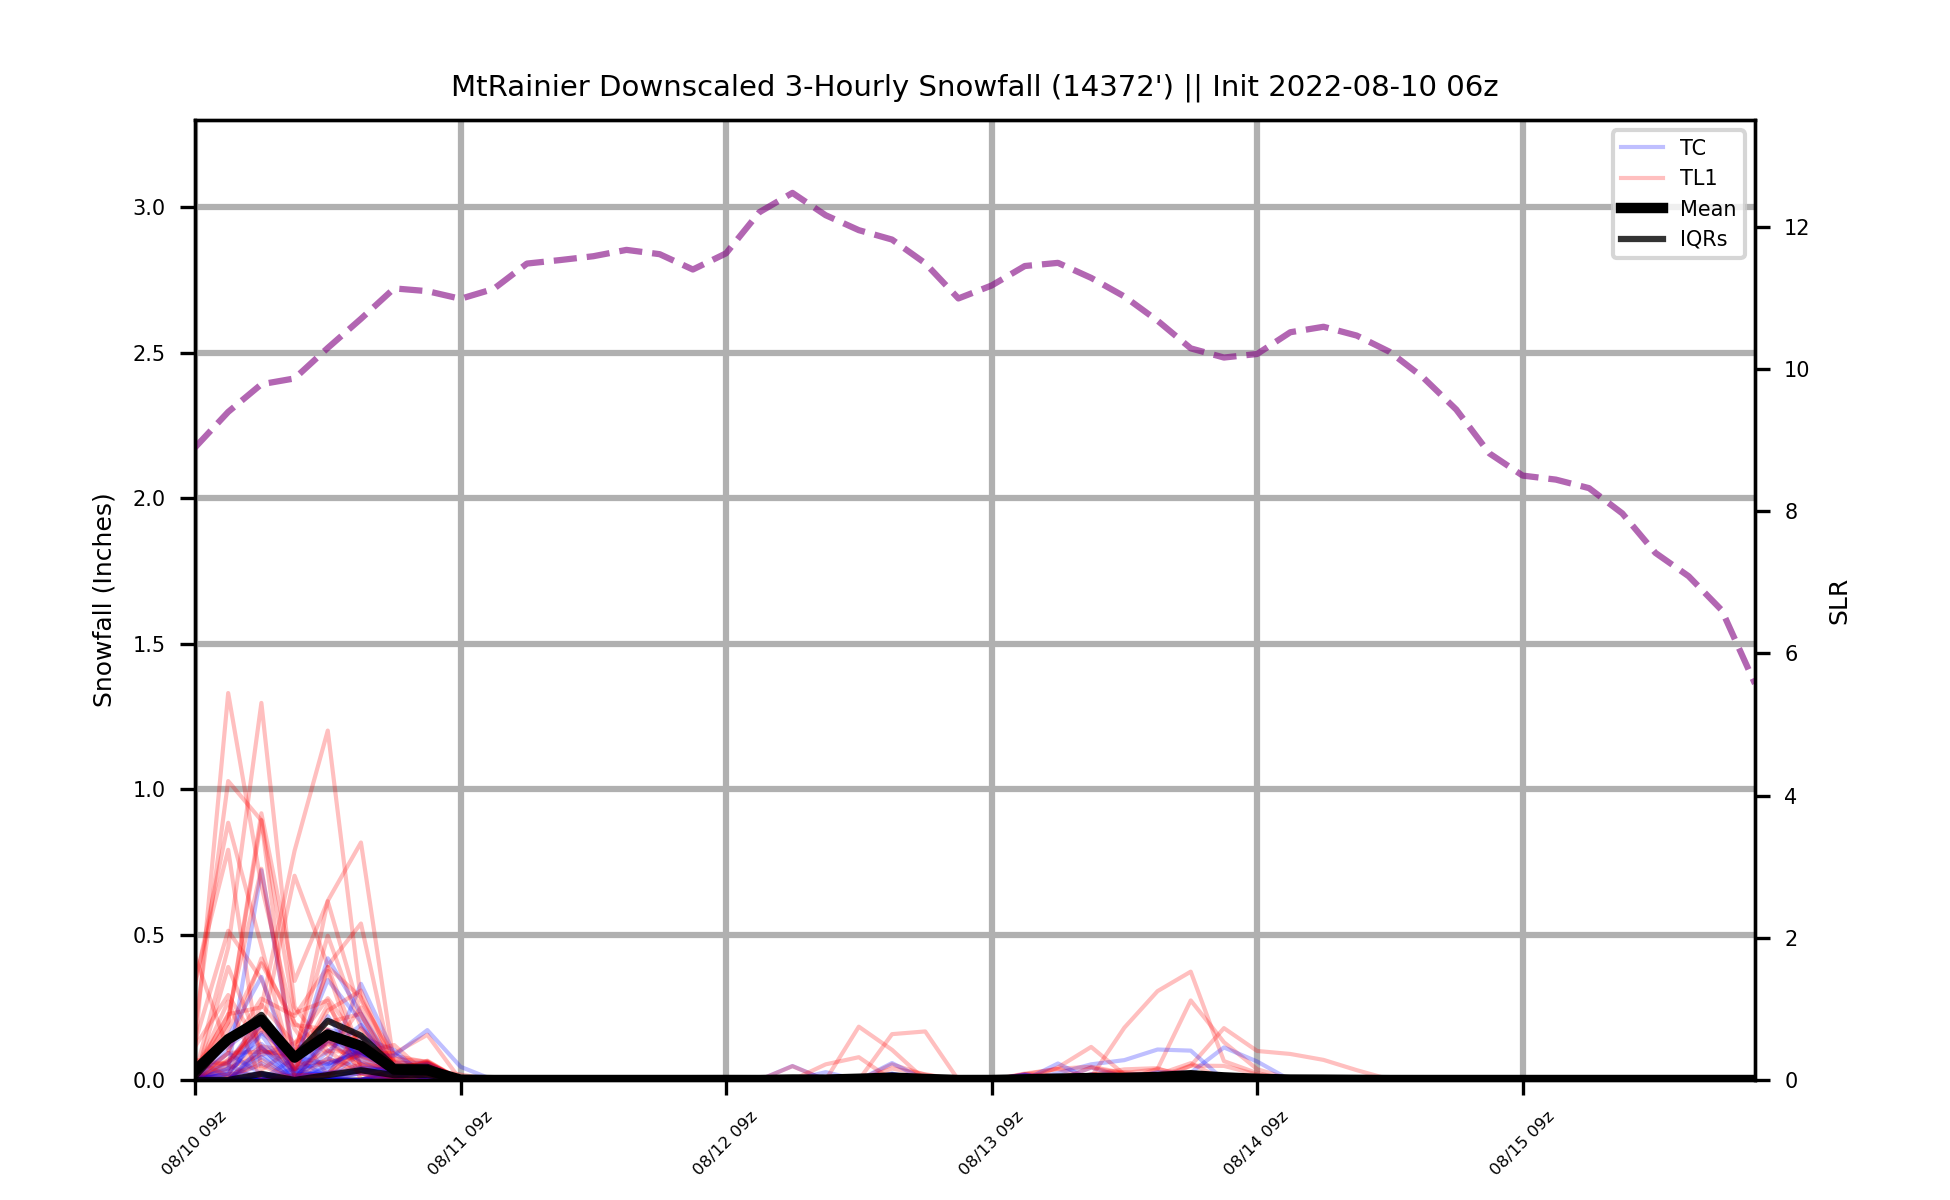 MtRainier Downscaled 3-Hourly Snowfall (14372') || Init 2022-08-10 06z
TC
TL1
Mean
IQRs
Snowfall (Inches)
3.0
2.5
2.0
1.5
1.0
0.5
0.0
SLR
12
10
8
6
4
2
0
08/10 09z
08/11 09z
08/12 09z
08/13 09z
08/14 09z
08/15 09z